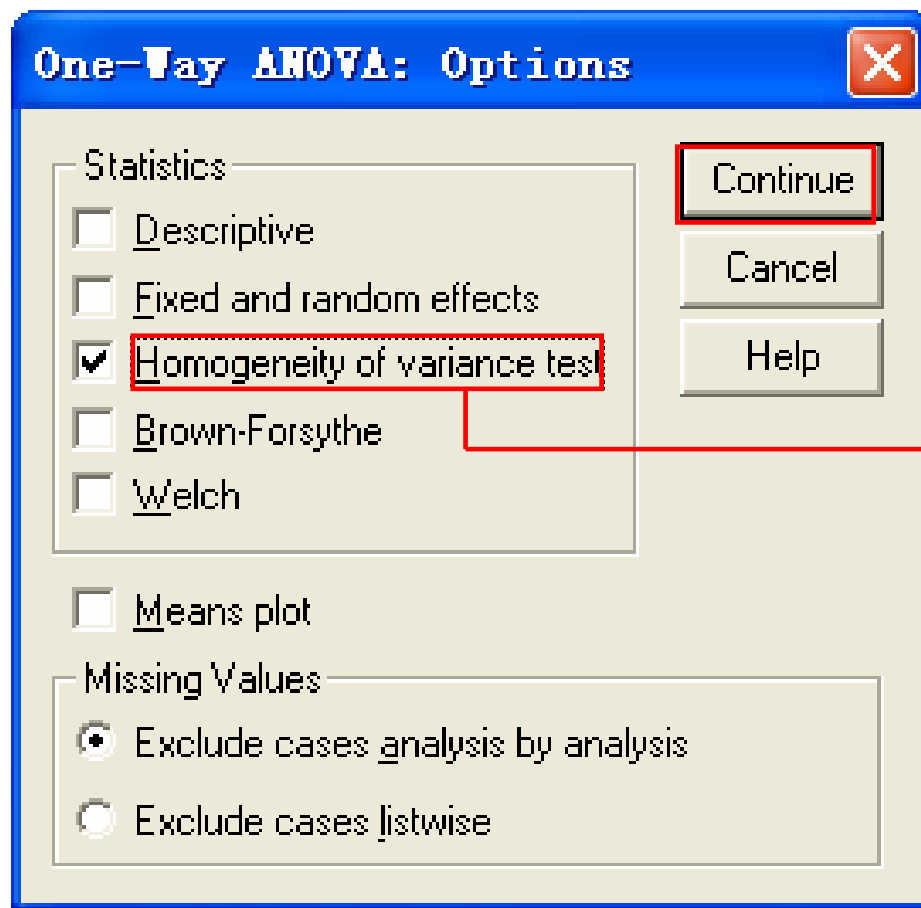 One-Way ANOVA: Options
Statistics
Descriptive
Fixed and random effects
Homogeneity of variance test
Brown-Forsythe
Welch
Continue
Cancel
Help
Means plot
Missing Values
Exclude cases analysis by analysis
Exclude cases listwise